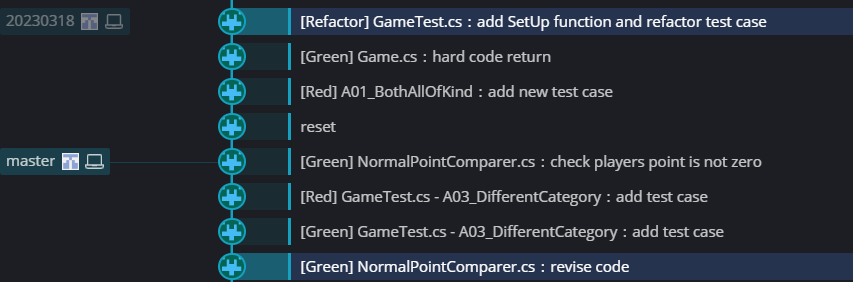 20230318 [Refactor] GameTest.cs：add SetUp function and refactor test case
[Green] Game.cs：hard code return
[Red] A01_BothAllOfKind：add new test case
reset
master [Green] NormalPointComparer.cs：check players point is not zero
[Red] GameTest.cs - A03_DifferentCategory：add test case
[Green] GameTest.cs - A03_DifferentCategory：add test case
[Green] NormalPointComparer.cs：revise code